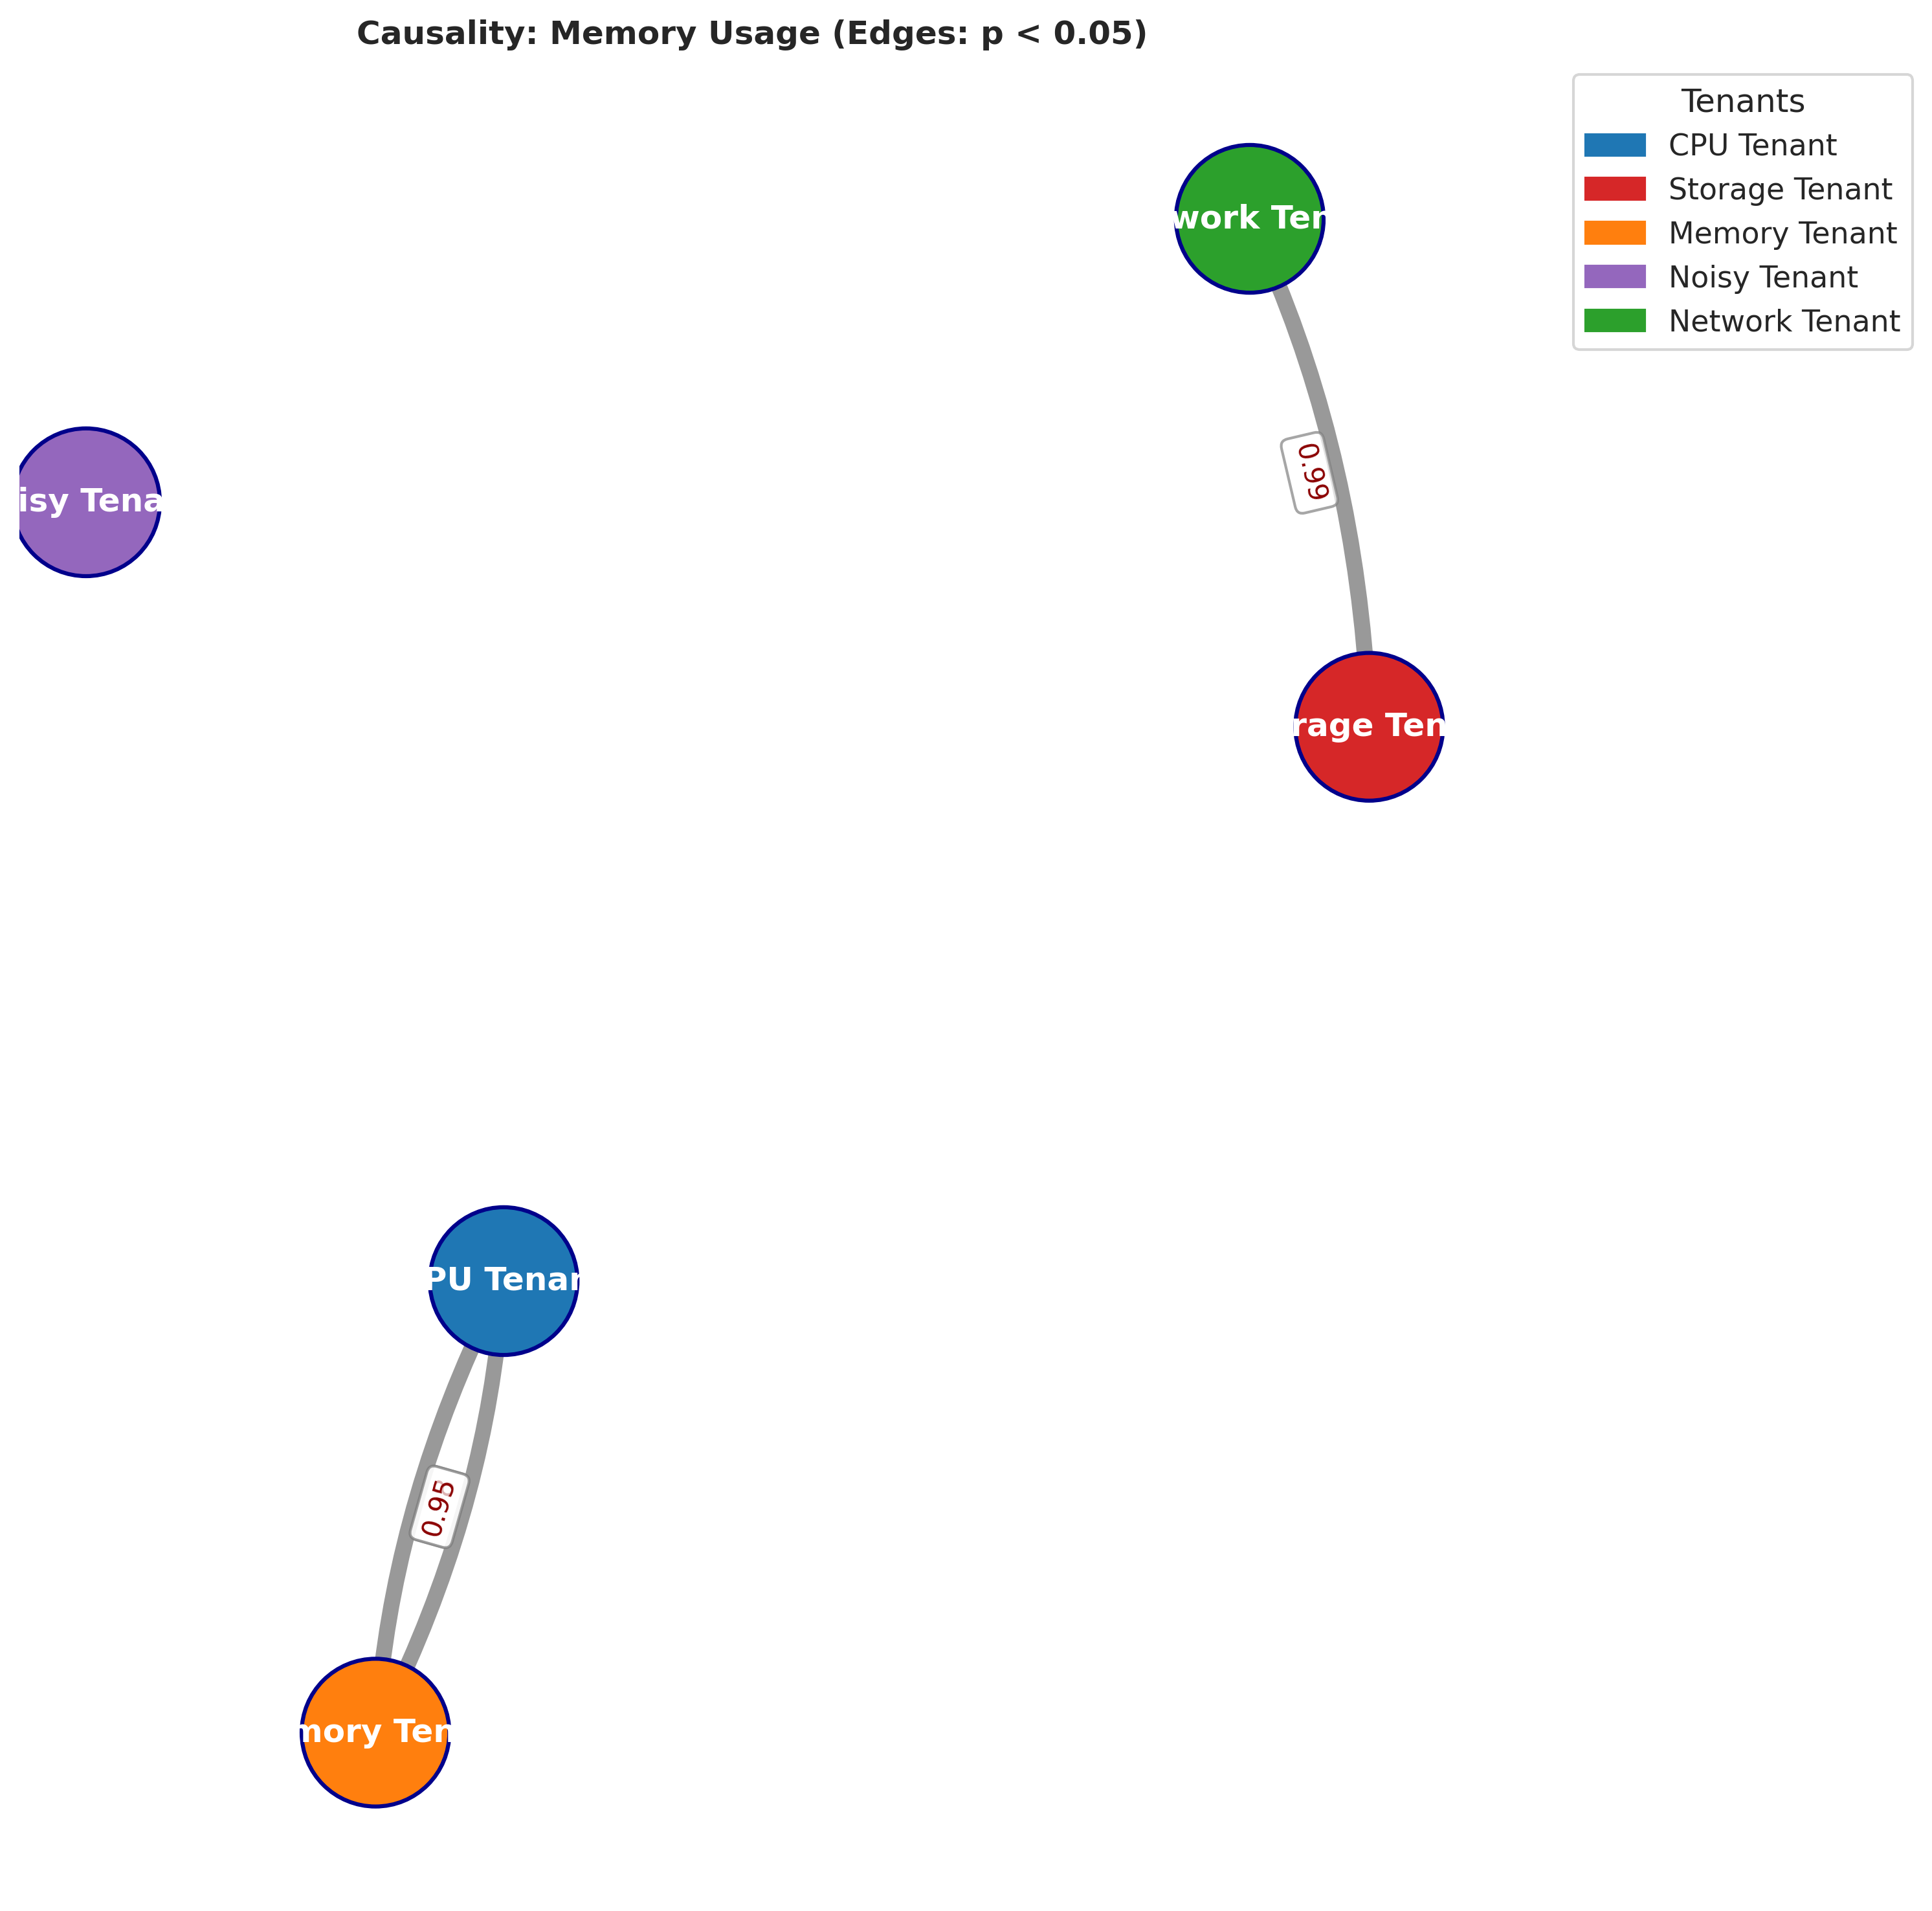 Causality: Memory Usage (Edges: p < 0.05)
Tenants
CPU Tenant
Storage Tenant
Memory Tenant
Noisy Tenant
Network Tenant
work Ten
0.99
isy Tena
rage Ten
PU Tenan
0.95
mory Ten